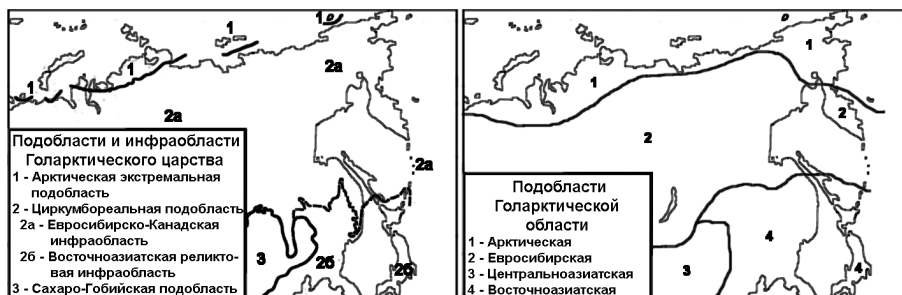 1
1
1
1
2а
2а
2а
3
2б
2б
Подобласти и инфраобласти
Голарктического царства
1 - Арктическая экстремальная
подобласть
2 - Циркумбореальная подобласть
2а - Евросибирско-Канадская
инфраобласть
2б - Восточноазиатская реликто-
вая инфраобласть
3 - Сахаро-Гобийская подобласть
1
1
2
2
3
4
4
Подобласти
Голарктической
области
1 - Арктическая
2 - Евросибирская
3 - Центральноазиатская
4 - Восточноазиатская